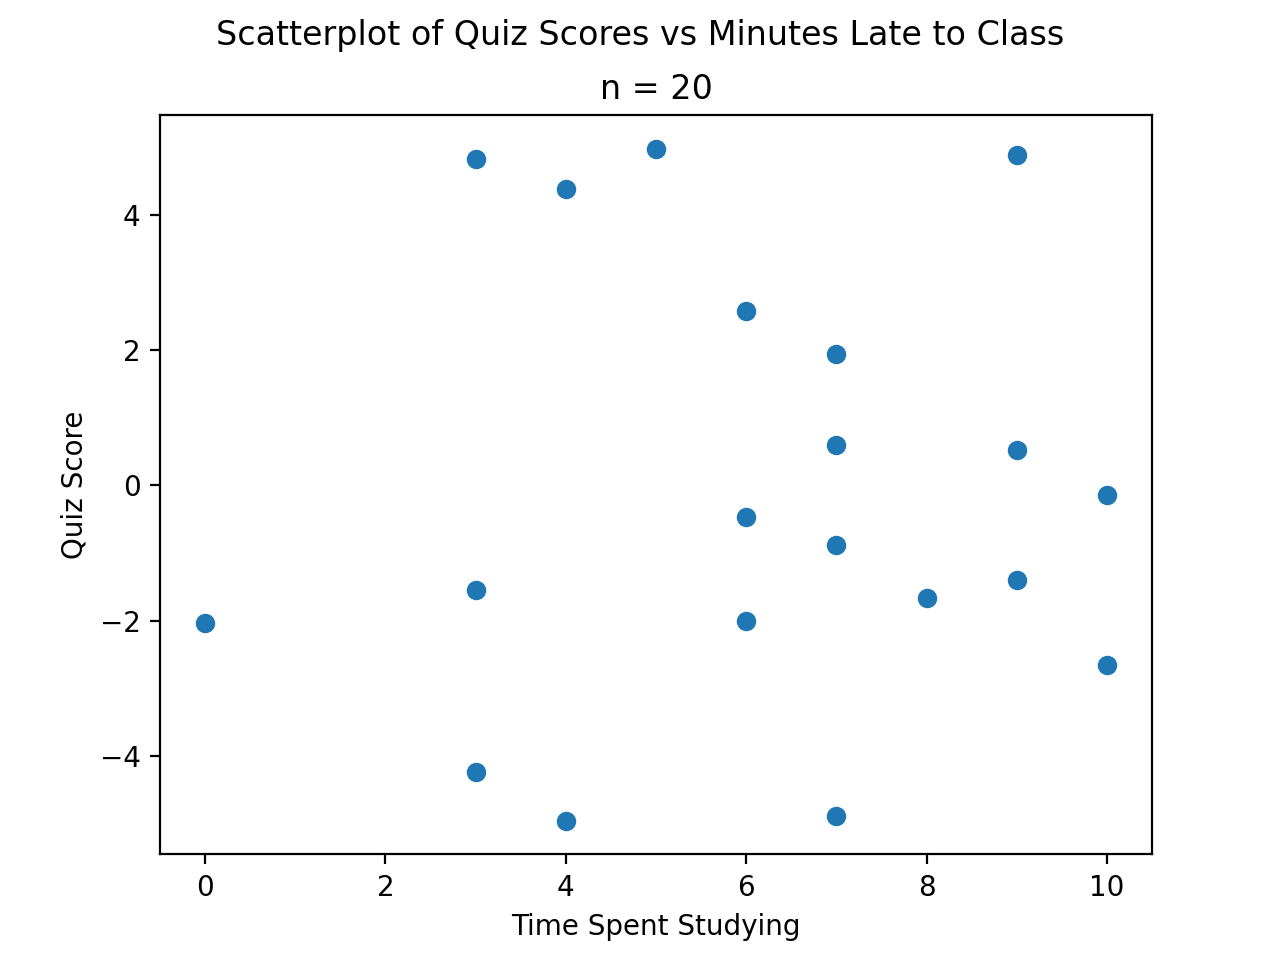 Scatterplot of Quiz Scores vs Minutes Late to Class
n = 20
4
2
0
−2
−4
Quiz Score
0 2 4 6 8 10
Time Spent Studying